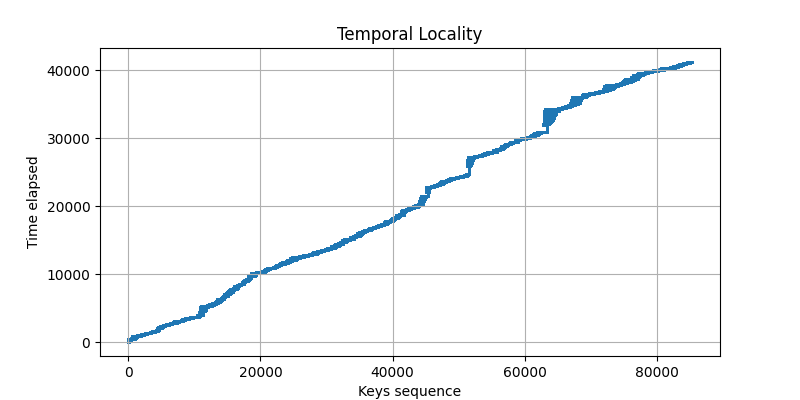 Temporal Locality
40000
30000
20000
10000
0
Time elapsed
0 20000 40000 60000 80000
Keys sequence